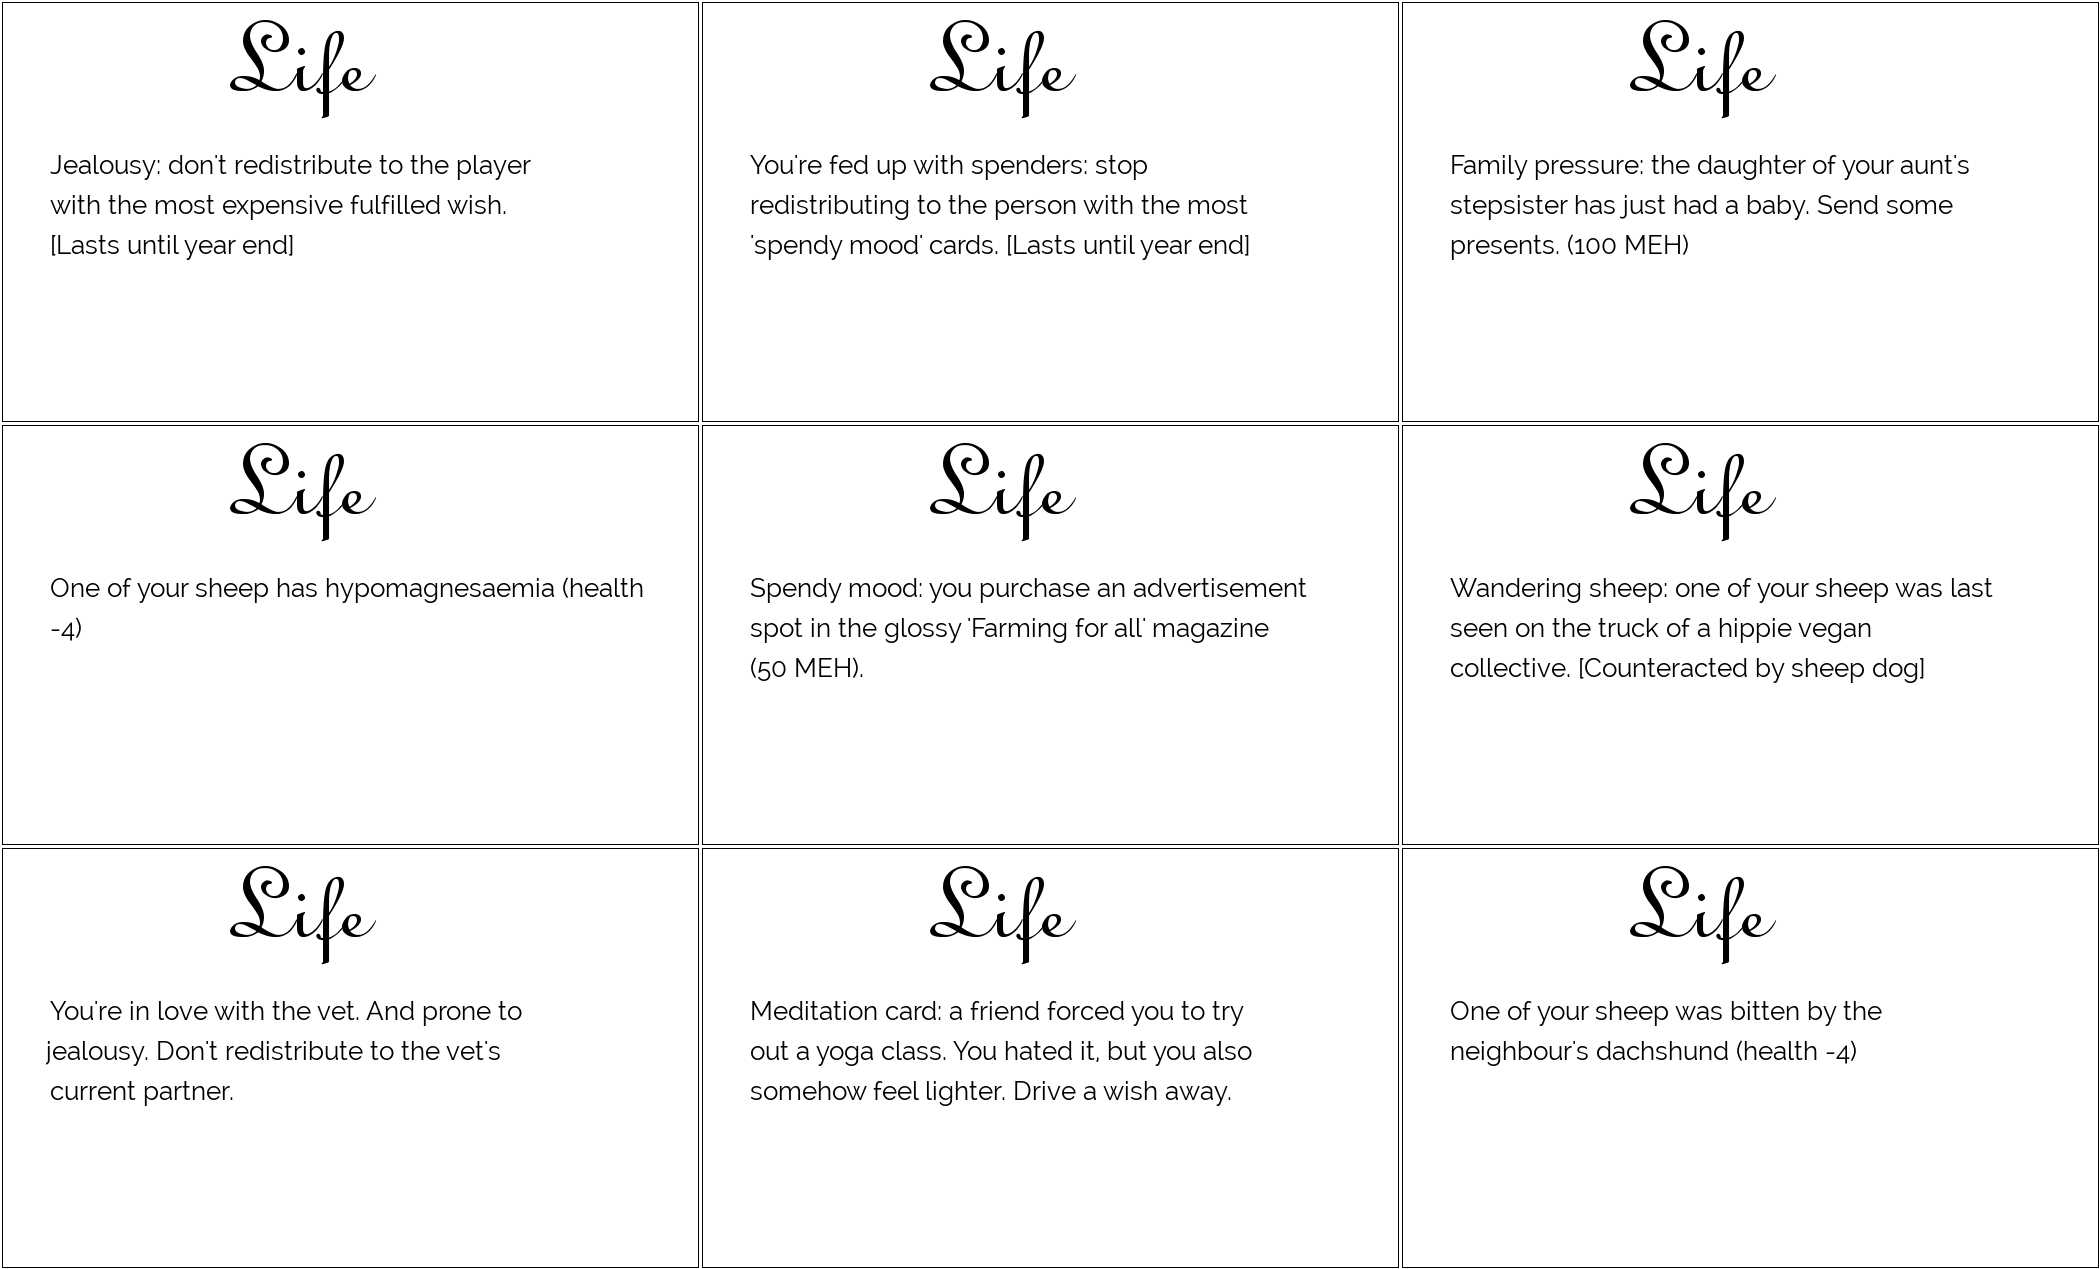 Life
Jealousy: don't redistribute to the player
with the most expensive fulfilled wish.
[Lasts until year end]
Life
You're fed up with spenders: stop
redistributing to the person with the most
'spendy mood' cards. [Lasts until year end]
Life
Family pressure: the daughter of your aunt's
stepsister has just had a baby. Send some
presents. (100 MEH)
Life
One of your sheep has hypomagnesaemia (health
-4)
Life
Spendy mood: you purchase an advertisement
spot in the glossy 'Farming for all' magazine
(50 MEH).
Life
Wandering sheep: one of your sheep was last
seen on the truck of a hippie vegan
collective. [Counteracted by sheep dog]
Life
You're in love with the vet. And prone to
jealousy. Don't redistribute to the vet's
current partner.
Life
Meditation card: a friend forced you to try
out a yoga class. You hated it, but you also
somehow feel lighter. Drive a wish away.
Life
One of your sheep was bitten by the
neighbour's dachshund (health -4)